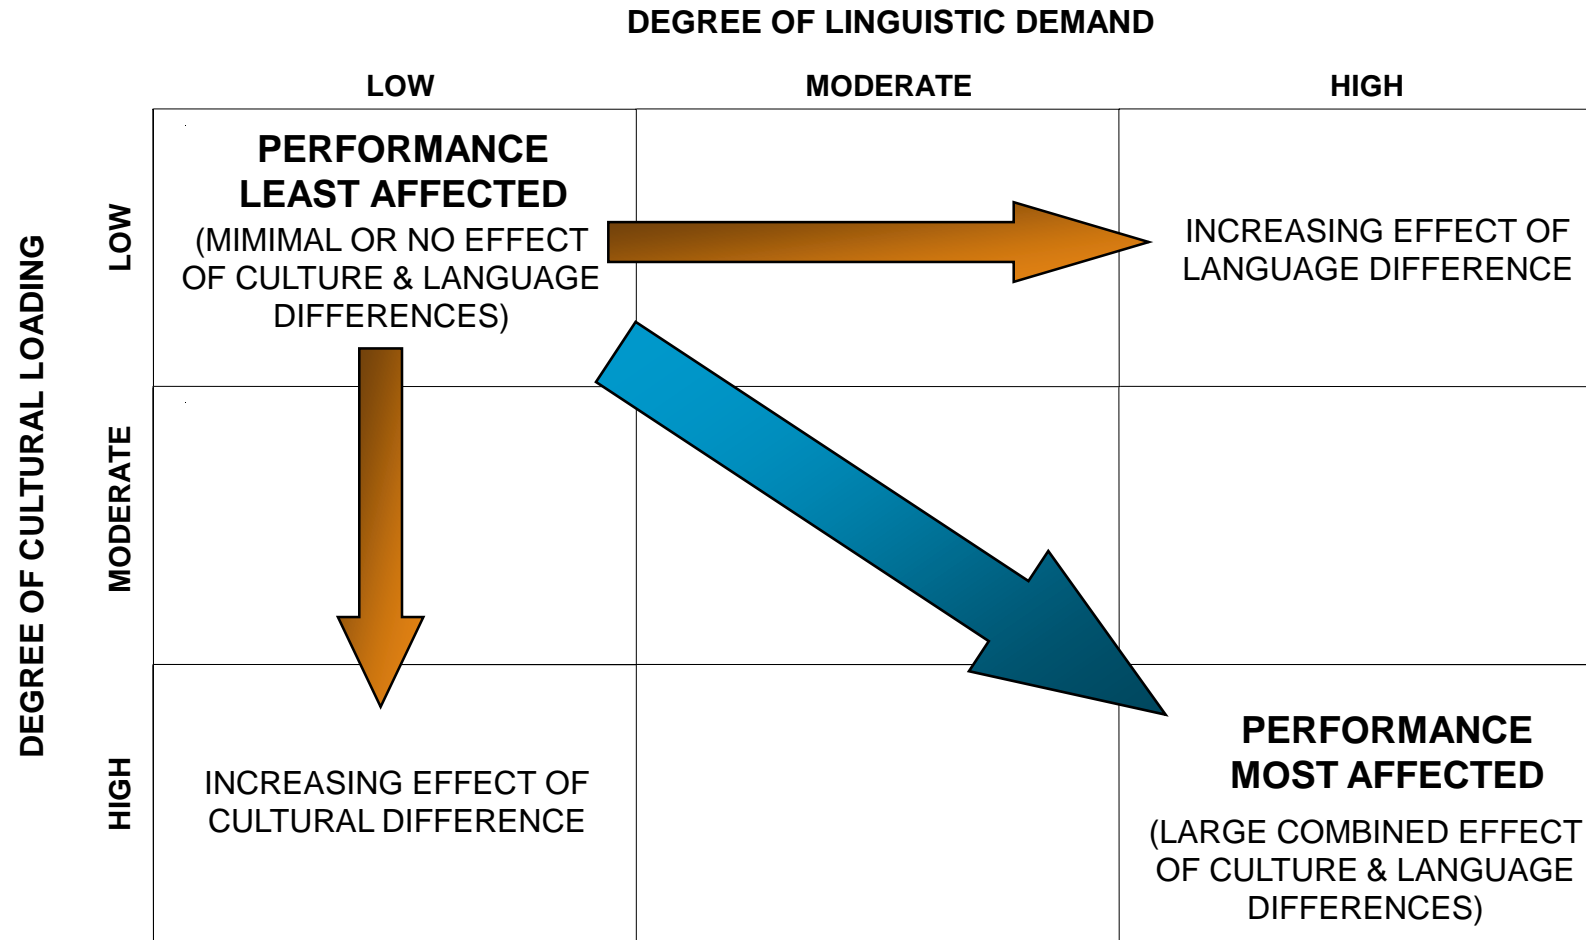 DEGREE OF LINGUISTIC DEMAND
LOW
MODERATE
HIGH
DEGREE OF CULTURAL LOADING
LOW
PERFORMANCE
LEAST AFFECTED
(MIMIMAL OR NO EFFECT
OF CULTURE & LANGUAGE
DIFFERENCES)
INCREASING EFFECT OF
LANGUAGE DIFFERENCE
MODERATE
HIGH
INCREASING EFFECT OF
CULTURAL DIFFERENCE
PERFORMANCE
MOST AFFECTED
(LARGE COMBINED EFFECT
OF CULTURE & LANGUAGE
DIFFERENCES)